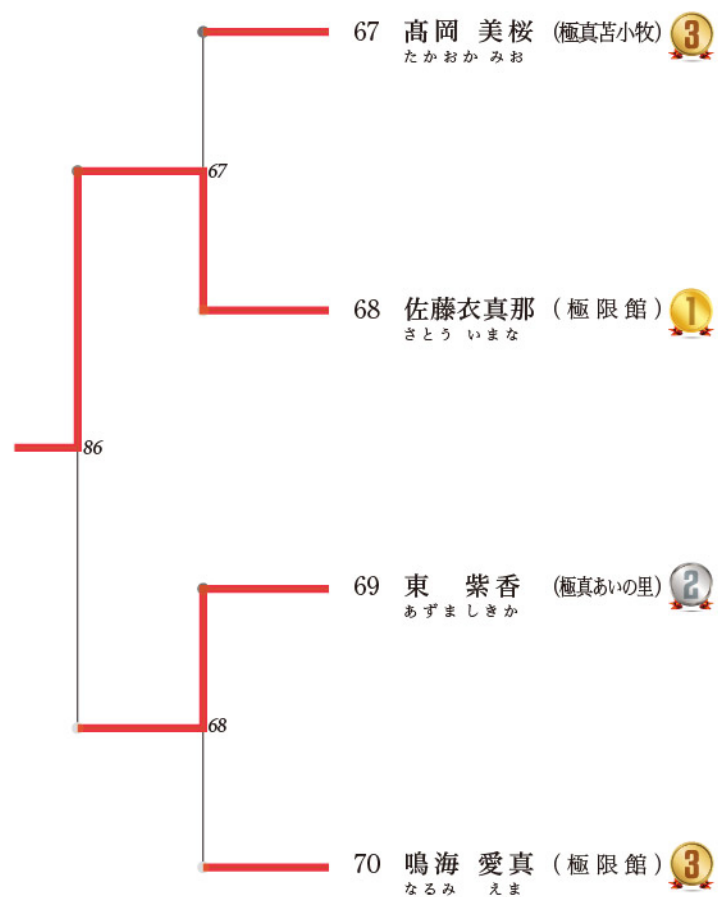 67 髙岡 美桜 (極真苫小牧) 3
たかおか みお
67
68 佐藤衣真那 (極限館) 1
さとう いまな
86
69 東 紫香 (極真あいの里) 2
あずま しきか
68
70 鳴海 愛真 (極限館) 3
なるみ えま